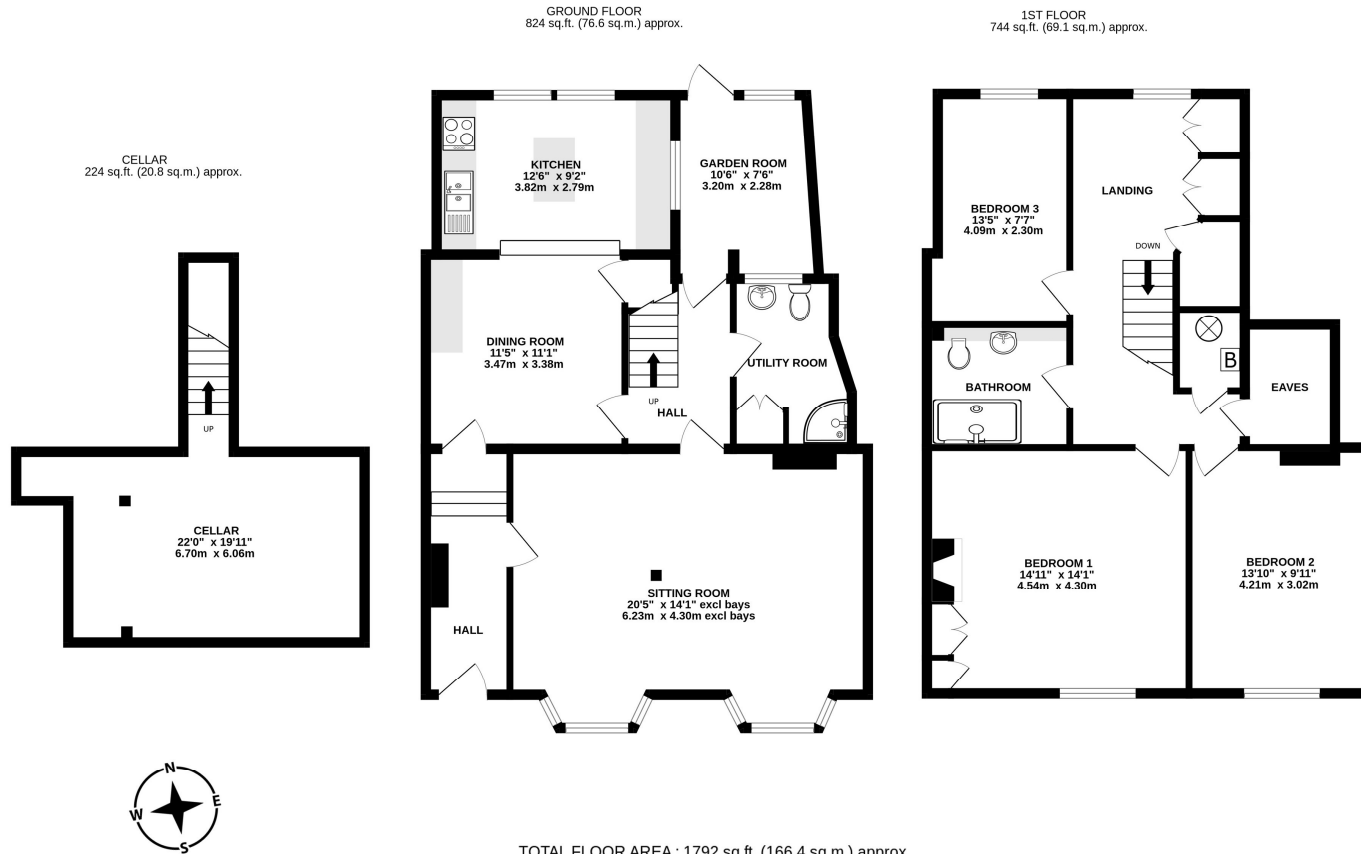 GROUND FLOOR
824 sq.ft. (76.6 sq.m.) approx.
1ST FLOOR
744 sq.ft. (69.1 sq.m.) approx.
CELLAR
224 sq.ft. (20.8 sq.m.) approx.
KITCHEN
12'6" x 9'2"
3.82m x 2.79m
GARDEN ROOM
10'6" x 7'6"
3.20m x 2.28m
LANDING
BEDROOM 3
13'5" x 7'7"
4.09m x 2.30m
DOWN
DINING ROOM
11'5" x 11'1"
3.47m x 3.38m
UTILITY ROOM
UP
HALL
B
BATHROOM
EAVES
UP
CELLAR
22'0" x 19'11"
6.70m x 6.06m
SITTING ROOM
20'5" x 14'1" excl bays
6.23m x 4.30m excl bays
HALL
BEDROOM 1
14'11" x 14'1"
4.54m x 4.30m
BEDROOM 2
13'10" x 9'11"
4.21m x 3.02m
N
E
W
S
TOTAL FLOOR AREA : 1792 sq.ft. (166.4 sq.m.) approx.